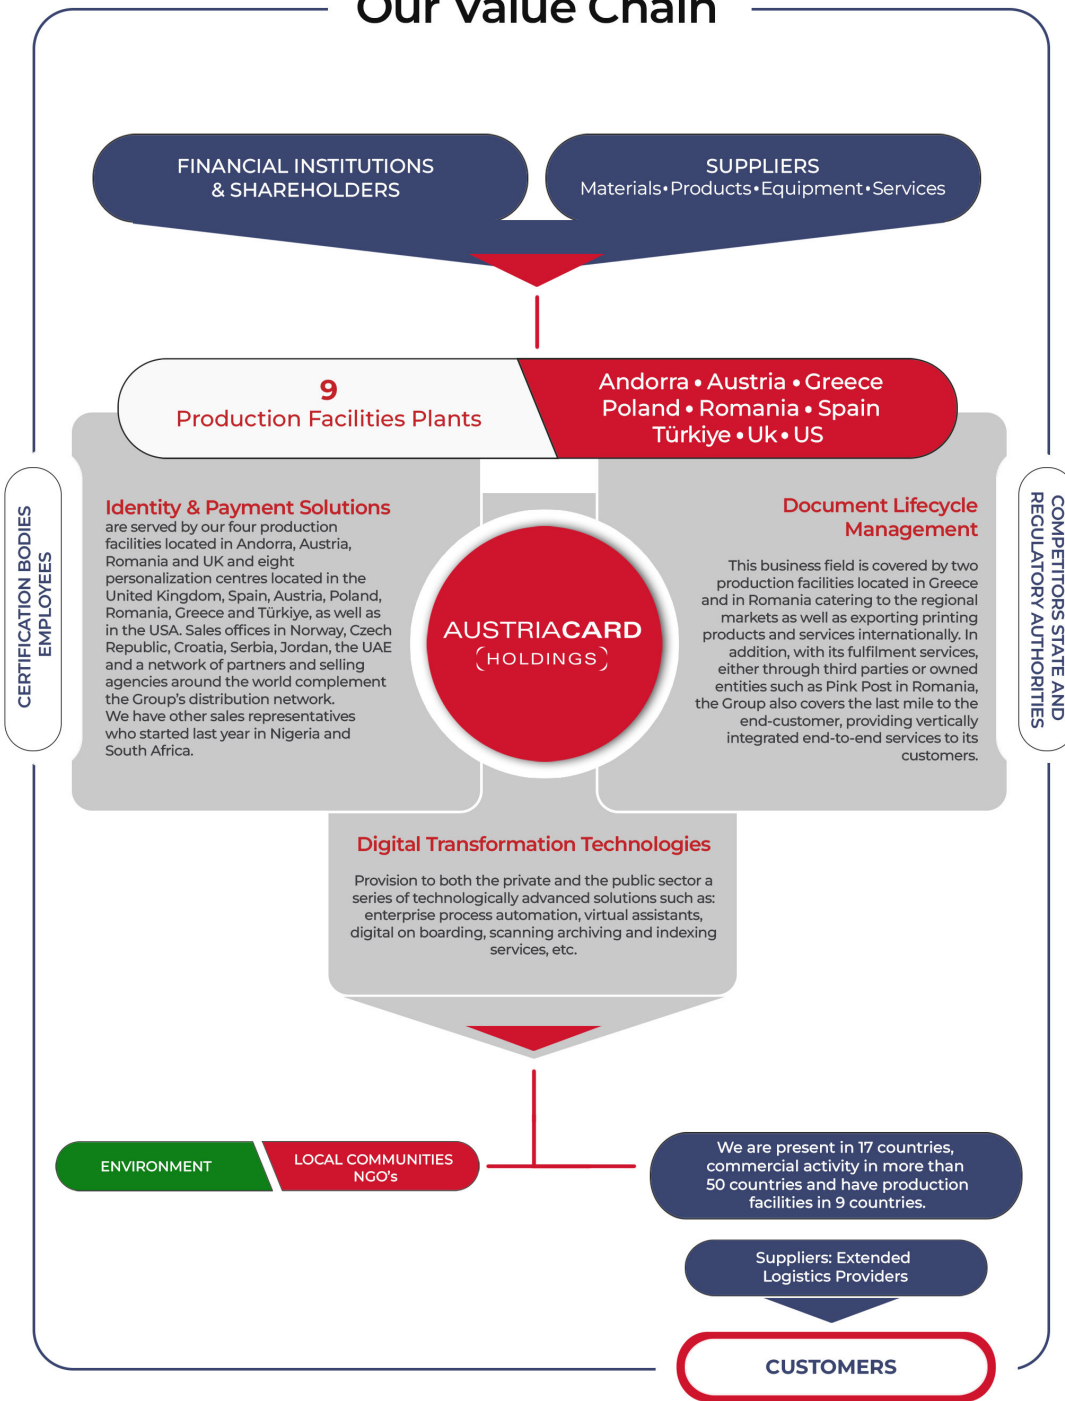 Our Value Chain
FINANCIAL INSTITUTIONS
& SHAREHOLDERS
SUPPLIERS
Materials•Products•Equipment•Services
9
Production Facilities Plants
Andorra • Austria • Greece
Poland • Romania • Spain
Türkiye • Uk • US
CERTIFICATION BODIES
EMPLOYEES
Identity & Payment Solutions
are served by our four production
facilities located in Andorra, Austria,
Romania and UK and eight
personalization centres located in the
United Kingdom, Spain, Austria, Poland,
Romania, Greece and Türkiye, as well as
in the USA. Sales offices in Norway, Czech
Republic, Croatia, Serbia, Jordan, the UAE
and a network of partners and selling
agencies around the world complement
the Group's distribution network.
We have other sales representatives
who started last year in Nigeria and
South Africa.
AUSTRIACARD
HOLDINGS
Document Lifecycle
Management
This business field is covered by two
production facilities located in Greece
and in Romania catering to the regional
markets as well as exporting printing
products and services internationally. In
addition, with its fulfilment services,
either through third parties or owned
entities such as Pink Post in Romania,
the Group also covers the last mile to the
end-customer, providing vertically
integrated end-to-end services to its
customers.
COMPETITORS STATE AND
REGULATORY AUTHORITIES
Digital Transformation Technologies
Provision to both the private and the public sector a
series of technologically advanced solutions such as:
enterprise process automation, virtual assistants,
digital on boarding, scanning archiving and indexing
services, etc.
ENVIRONMENT
LOCAL COMMUNITIES
NGO's
We are present in 17 countries,
commercial activity in more than
50 countries and have production
facilities in 9 countries.
Suppliers: Extended
Logistics Providers
CUSTOMERS